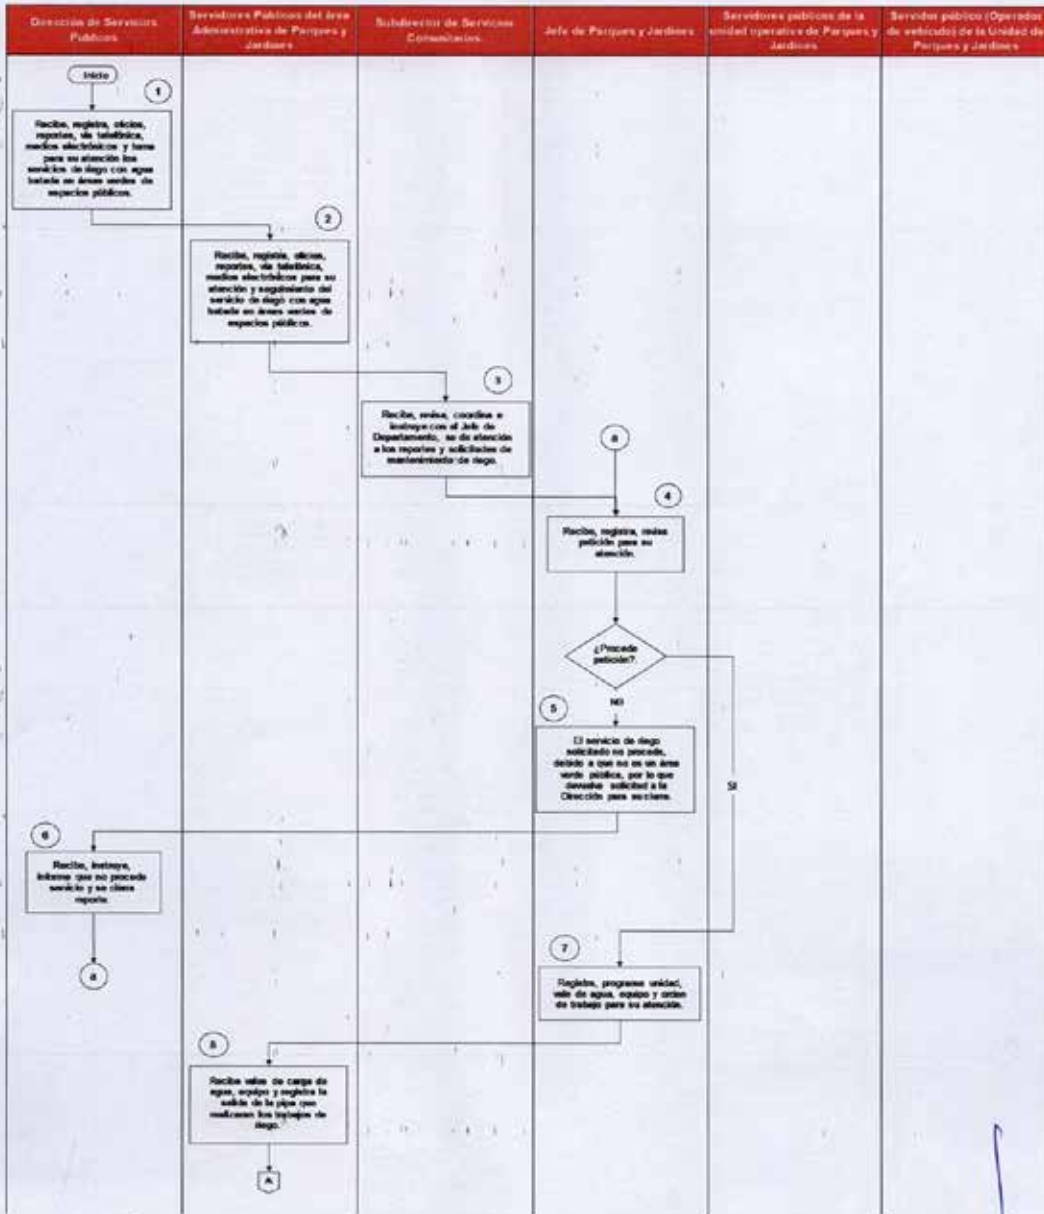 Dirección de Servicios
Públicos
Servidores Públicos del área
Administrativa de Parques y
Jardines
Subdirector de Servicios
Comunitarios
Jefe de Parques y Jardines
Servidores públicos de la
unidad operativa de Parques y
Jardines
Servidor público (Operador
de vehículo) de la Unidad de
Parques y Jardines
Inicio
1
Recibe, registra, oficios,
reportes, vía telefónica,
medios electrónicos y turna
para su atención los
servicios de riego con agua
tratada en áreas verdes de
espacios públicos.
2
Recibe, registra, oficios,
reportes, vía telefónica,
medios electrónicos para su
atención y seguimiento del
servicio de riego con agua
tratada en áreas verdes de
espacios públicos.
3
Recibe, revisa, coordina e
instruye con el Jefe de
Departamento, se de atención
a los reportes y solicitudes de
mantenimiento de riego.
a
4
Recibe, registra, revisa
petición para su
atención.
¿Procede
petición?
NO
SI
5
El servicio de riego
solicitado no procede,
debido a que no es un área
verde pública, por lo que
devuelve solicitud a la
Dirección para su cierre.
6
Recibe, instruye,
informe que no procede
servicio y se cierra
reporte.
a
7
Registra, programa unidad,
vale de agua, equipo y orden
de trabajo para su atención.
8
Recibe vales de carga de
agua, equipo y registra la
salida de la pipa que
realizaran los trabajos de
riego.
A